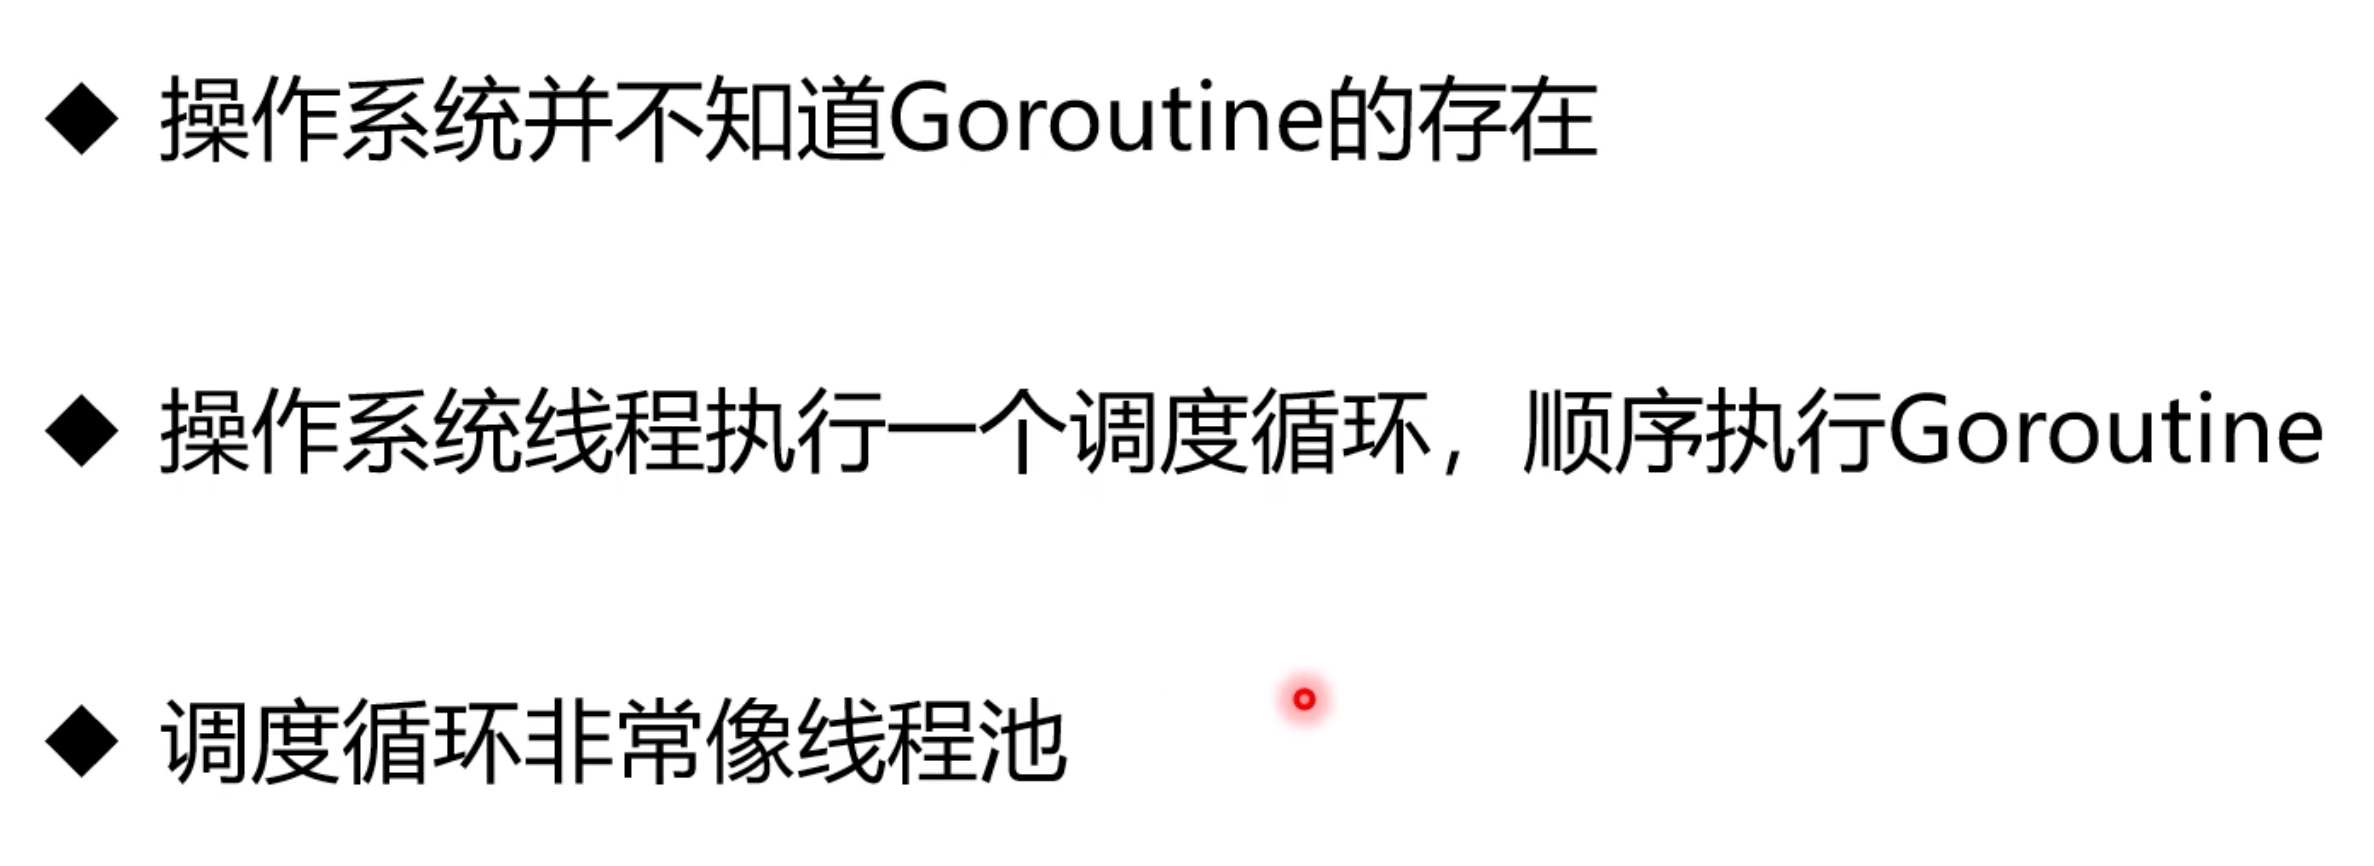 操作系统并不知道Goroutine的存在
操作系统线程执行一个调度循环，顺序执行Goroutine
调度循环非常像线程池